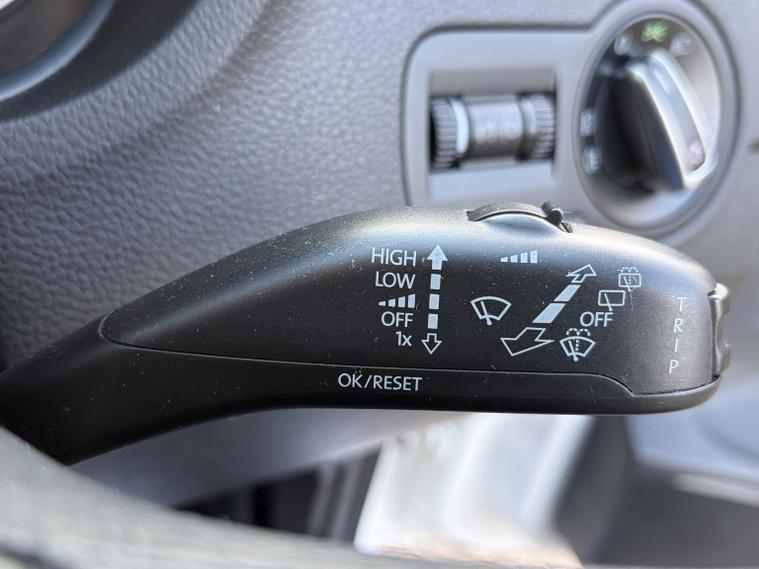 HIGH
LOW
OFF
1x
OFF
TRIP
OK/RESET